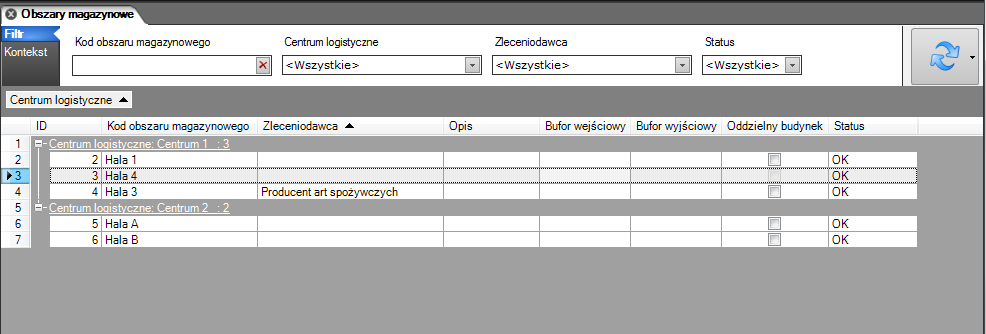 Obszary magazynowe
Filtr
Kontekst
Kod obszaru magazynowego Centrum logistyczne Zleceniodawca Status
<Wszystkie> <Wszystkie> <Wszystkie>
Centrum logistyczne
ID Kod obszaru magazynowego Zleceniodawca Opis Bufor wejściowy Bufor wyjściowy Oddzielny budynek Status
1 Centrum logistyczne: Centrum 1 : 3
2 2 Hala 1 OK
3 3 Hala 4 OK
4 4 Hala 3 Producent art spożywczych OK
5 Centrum logistyczne: Centrum 2 : 2
6 5 Hala A OK
7 6 Hala B OK